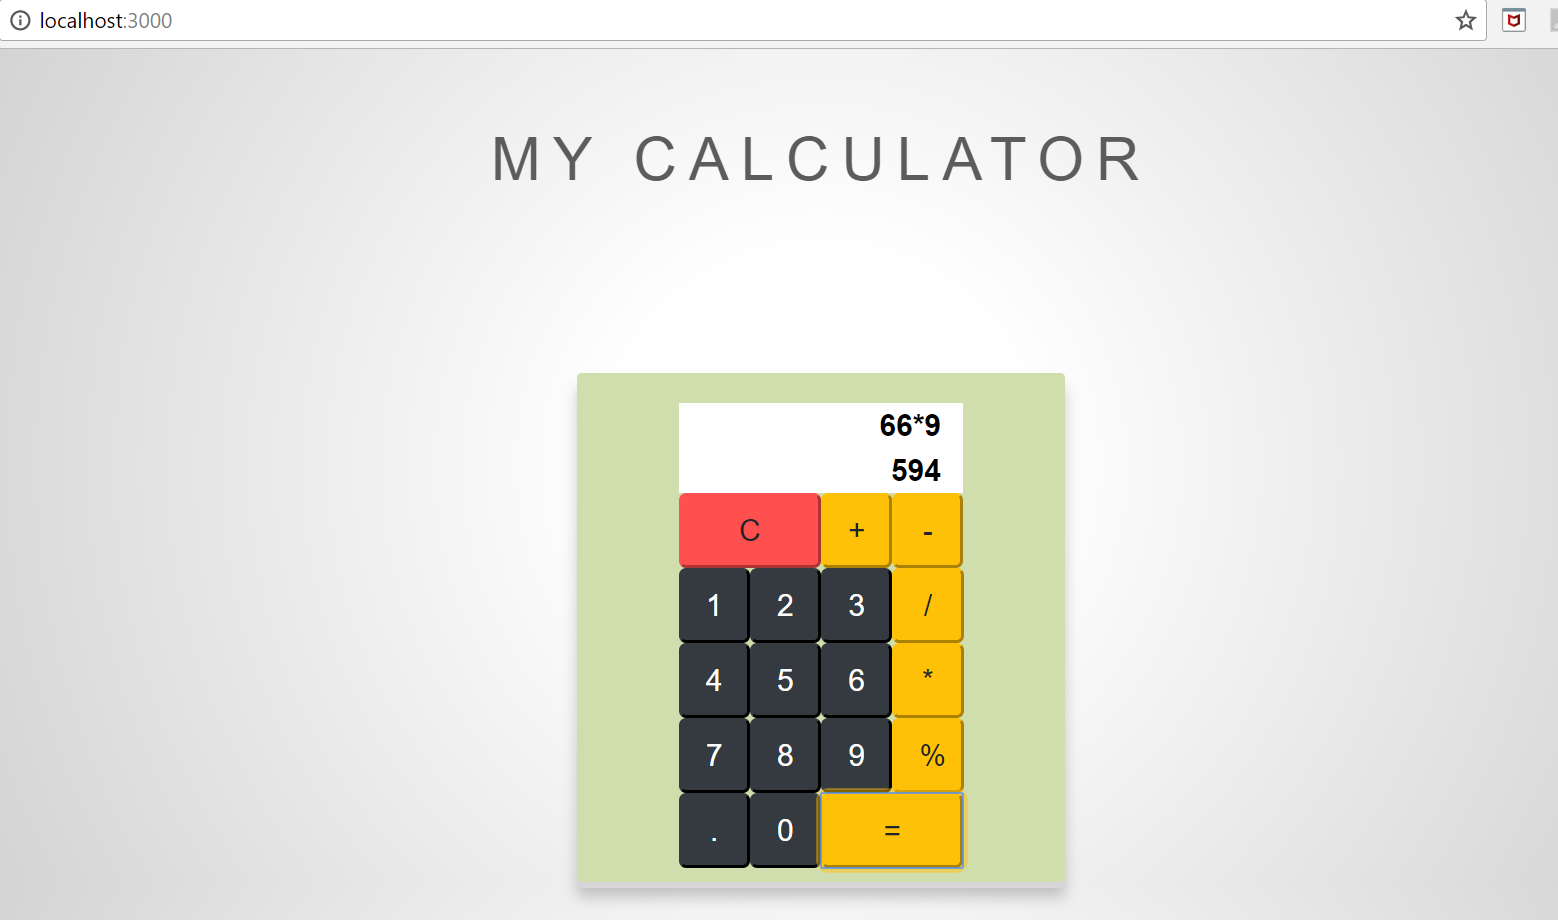 localhost:3000
MY CALCULATOR
66*9
594
C + -
1 2 3 /
4 5 6 *
7 8 9 %
. 0 =